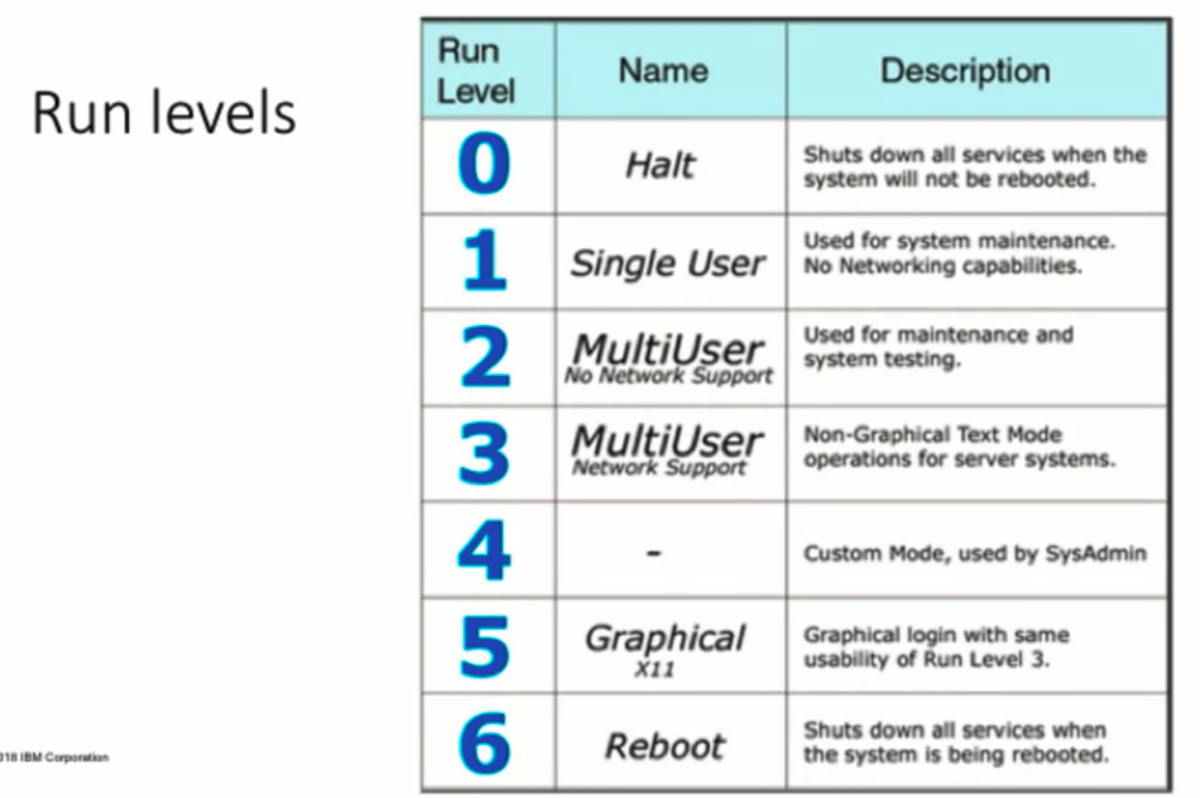 Run levels
Run
Level
Name
Description
0
Halt
Shuts down all services when the
system will not be rebooted.
1
Single User
Used for system maintenance.
No Networking capabilities.
2
MultiUser
No Network Support
Used for maintenance and
system testing.
3
MultiUser
Network Support
Non-Graphical Text Mode
operations for server systems.
4
-
Custom Mode, used by SysAdmin
5
Graphical
X11
Graphical login with same
usability of Run Level 3.
6
Reboot
Shuts down all services when
the system is being rebooted.
018 IBM Corporation